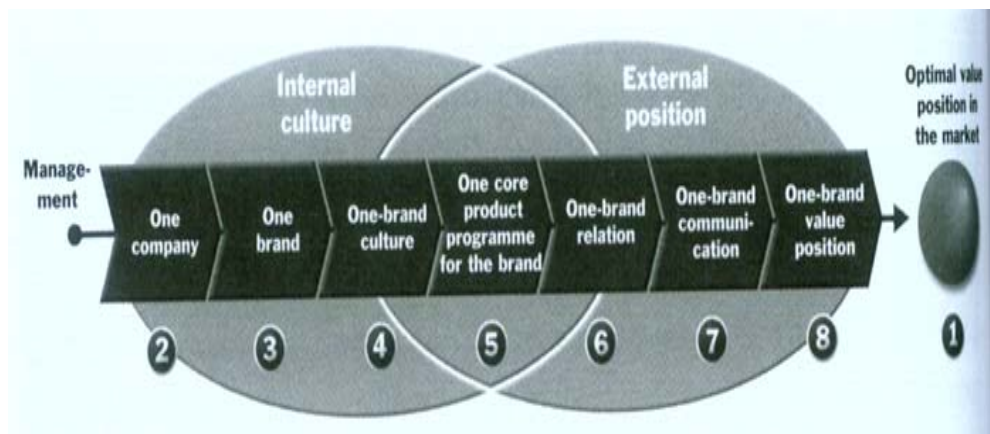 Internal
culture
External
position
Optimal value
position in
the market
Manage-
ment
One
company
One
brand
One-brand
culture
One core
product
programme
for the brand
One-brand
relation
One-brand
communi-
cation
One-brand
value
position
2
3
4
5
6
7
8
1